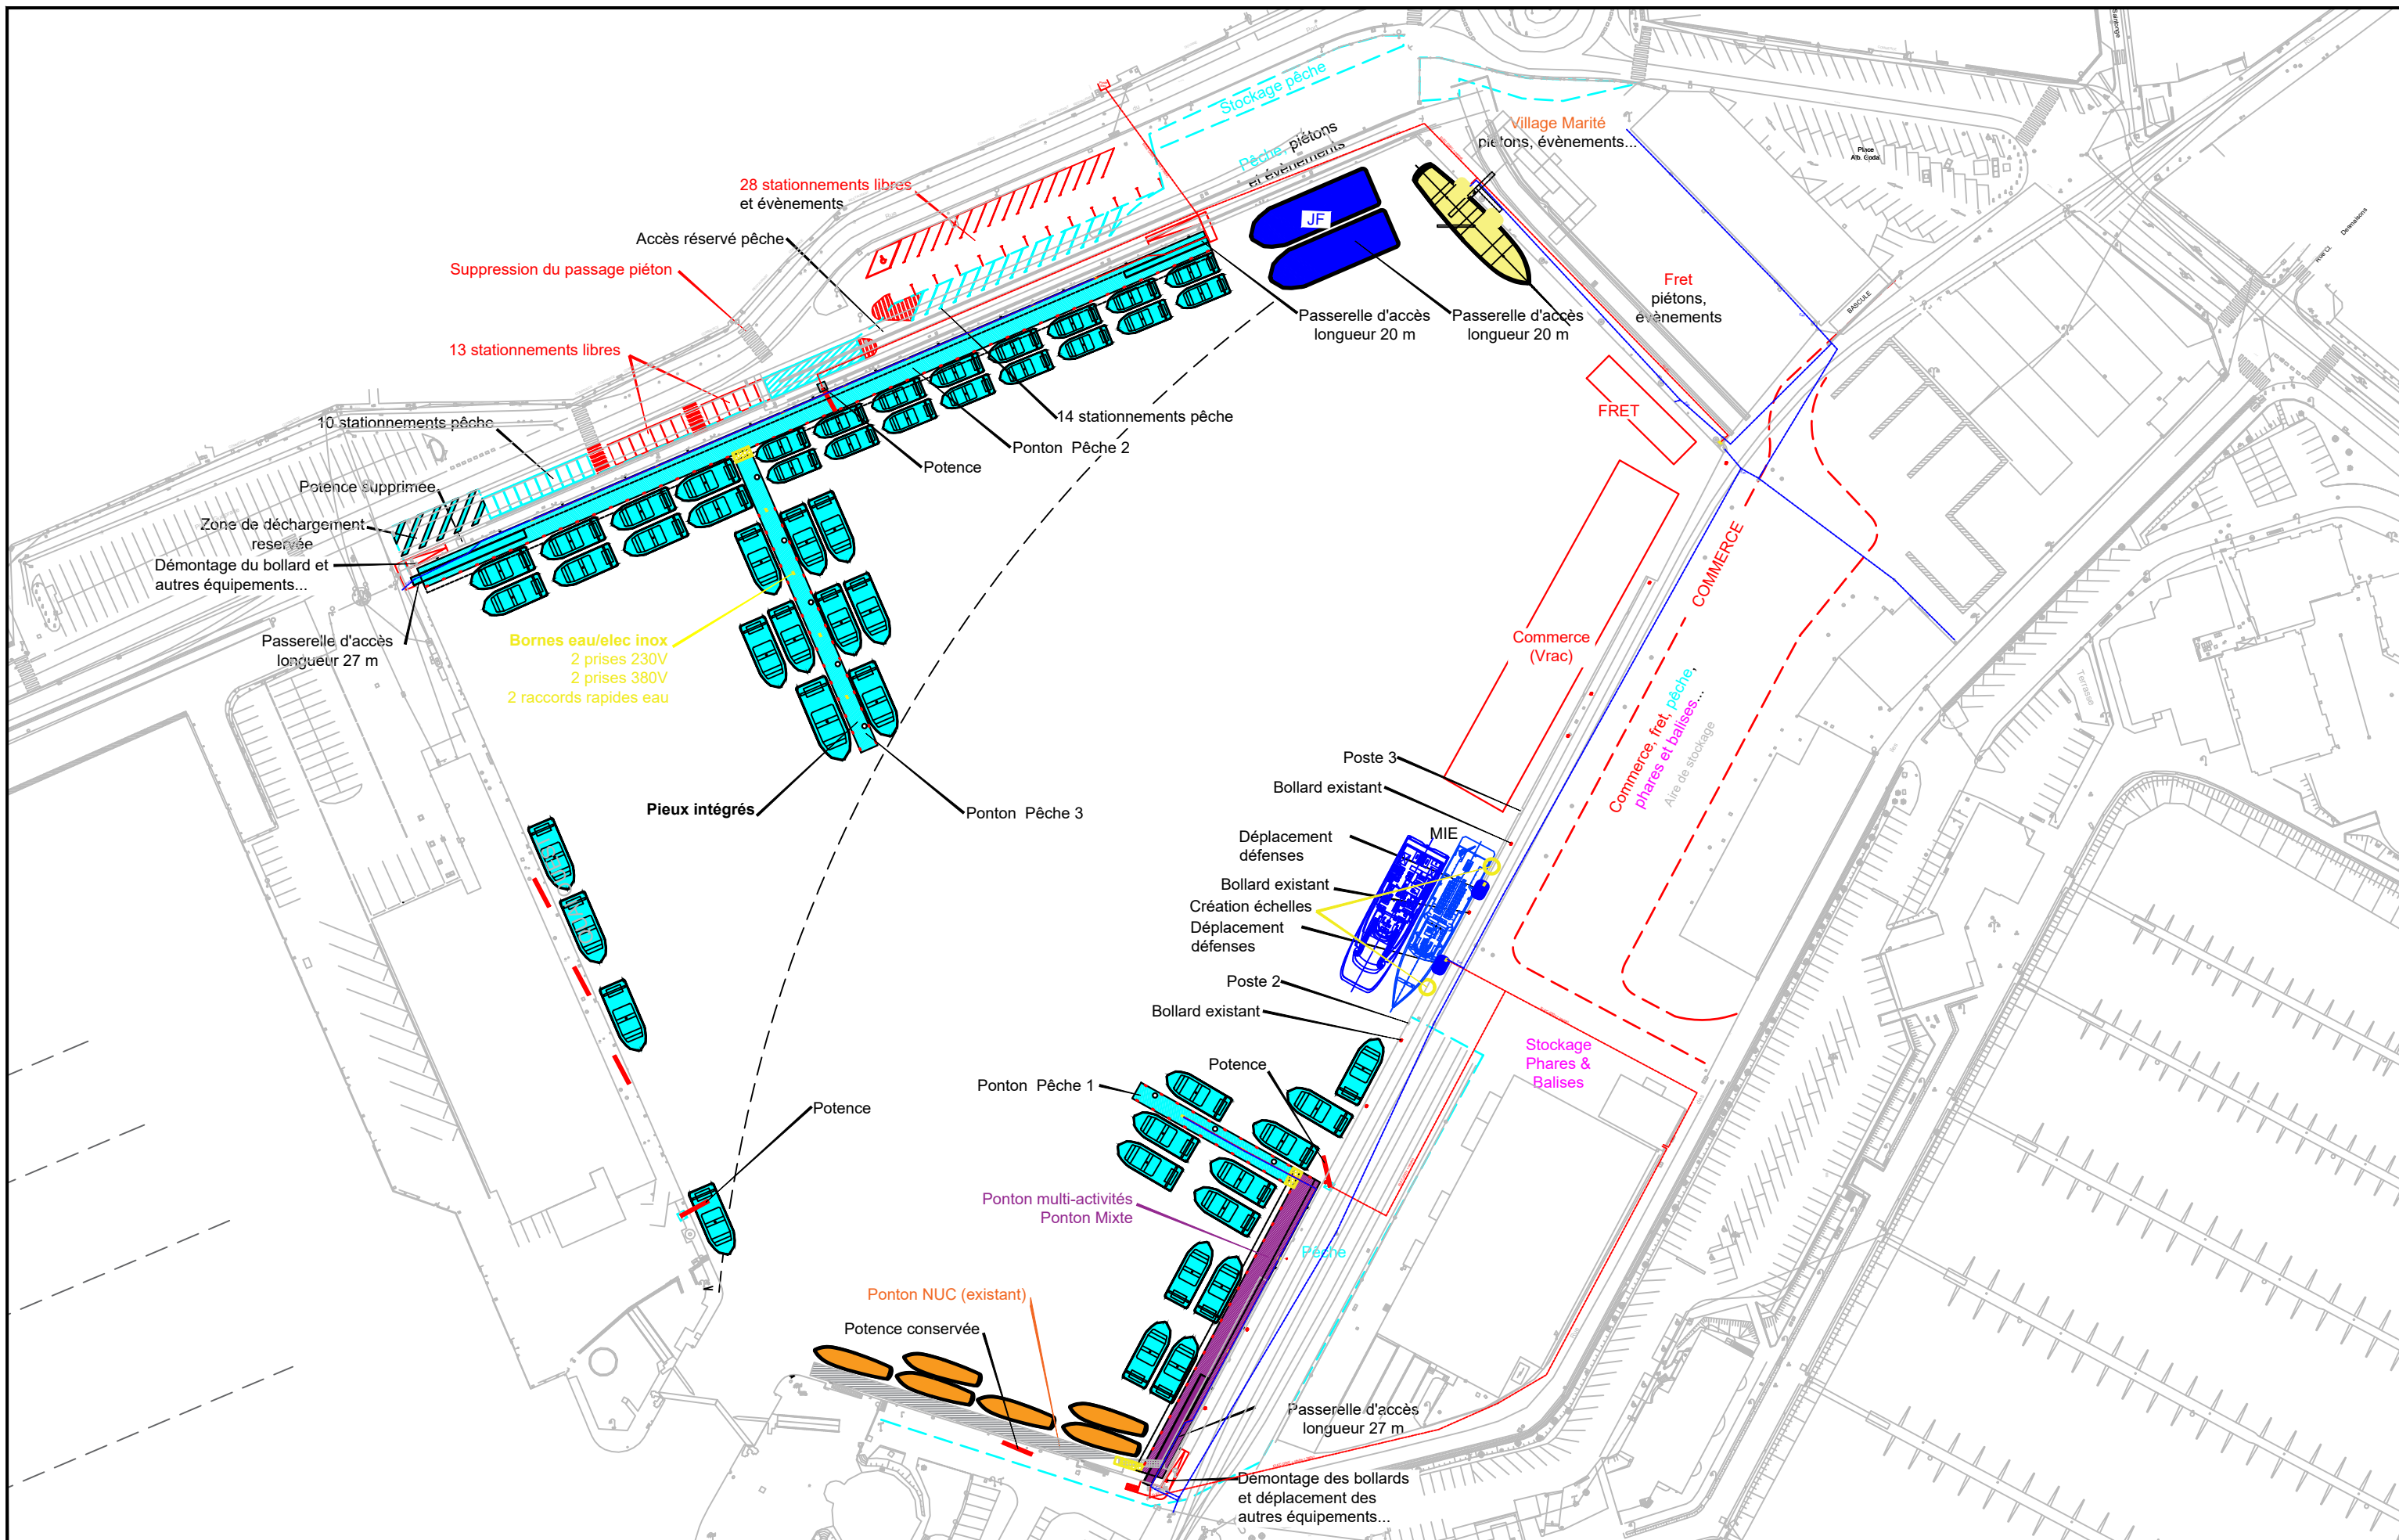 Stockage pêche
Village Marité
piétons, évènements...
Pêche, piétons
et évènements
Place
Alb. Godal
28 stationnements libres
et évènements
Accès réservé pêche
Suppression du passage piéton
JF
Fret
piétons,
évènements
BASCULE
Passerelle d'accès
longueur 20 m
Passerelle d'accès
longueur 20 m
13 stationnements libres
FRET
10 stationnements pêche
14 stationnements pêche
Ponton Pêche 2
Potence
Potence supprimée
Zone de déchargement
reservée
Démontage du bollard et
autres équipements...
COMMERCE
Passerelle d'accès
longueur 27 m
Bornes eau/elec inox
2 prises 230V
2 prises 380V
2 raccords rapides eau
Commerce
(Vrac)
Commerce, fret, pêche,
phares et balises...
Aire de stockage
Terrasse
Poste 3
Bollard existant
Pieux intégrés
Ponton Pêche 3
Déplacement
défenses
MIE
Bollard existant
Création échelles
Déplacement
défenses
Poste 2
Bollard existant
Stockage
Phares &
Balises
Potence
Ponton Pêche 1
Potence
Ponton multi-activités
Ponton Mixte
Pêche
Ponton NUC (existant)
Potence conservée
Passerelle d'accès
longueur 27 m
Démontage des bollards
et déplacement des
autres équipements...